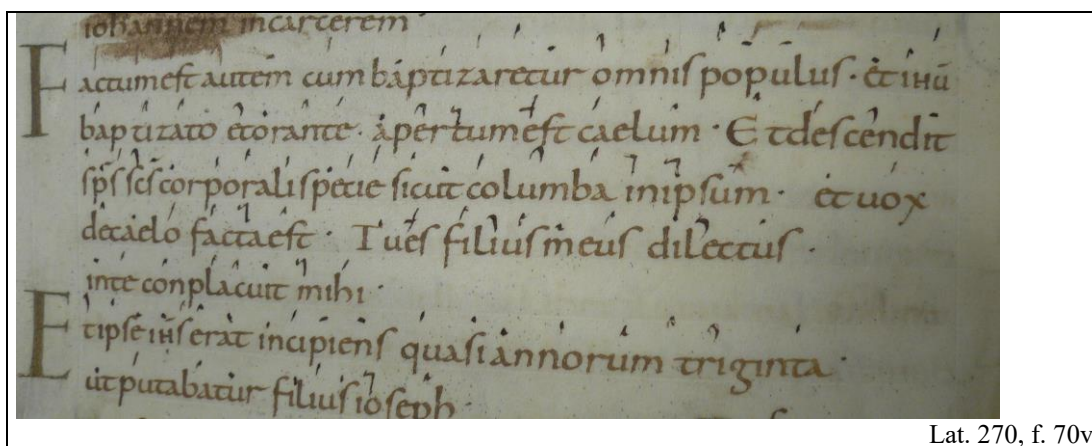 iohannem incarcerem
Factum est autem cum baptizaretur omnis populus · et ihu
baptizato et orante · apertum est caelum · Et descendit
sps scs corporali specie sicut columba in ipsum · et uox
de caelo facta est · Tu es filius meus dilectus ·
in te conplacuit mihi ·
Et ipse ihs erat incipiens quasi annorum triginta ·
ut putabatur filius ioseph ·
Lat. 270, f. 70v